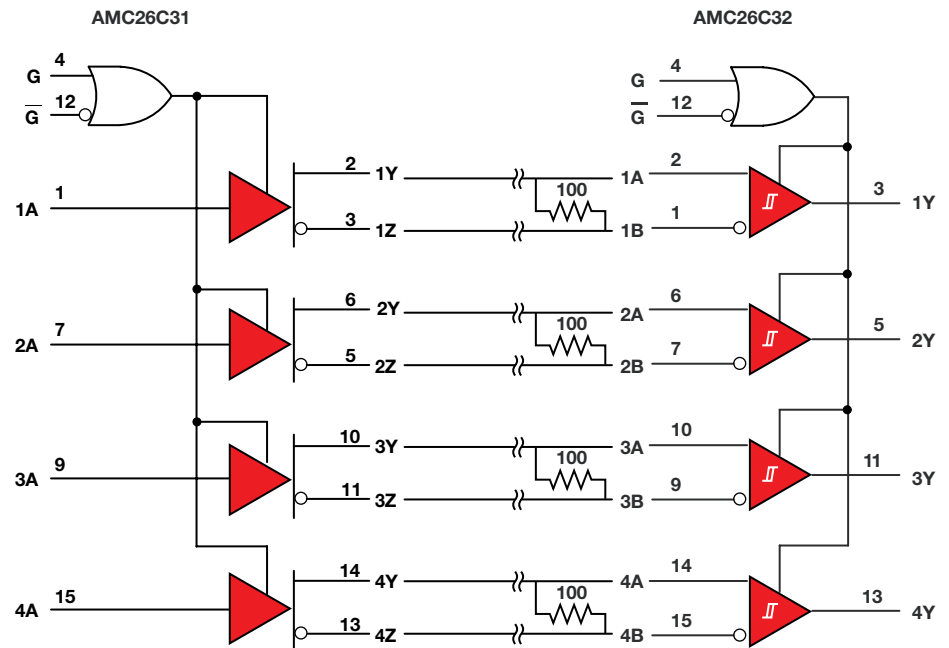 AMC26C31 AMC26C32
G 4 G 4
G 12 G 12
1A 1 2 1Y 100 1A 2 3 1Y
3 1Z 1B 1
2A 7 6 2Y 100 2A 6 5 2Y
5 2Z 2B 7
3A 9 10 3Y 100 3A 10 11 3Y
11 3Z 3B 9
4A 15 14 4Y 100 4A 14 13 4Y
13 4Z 4B 15